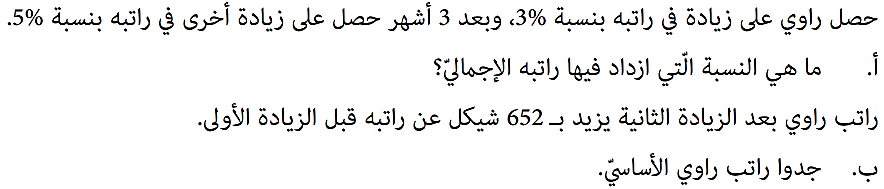 حصل راوي على زيادة في راتبه بنسبة 3%، وبعد 3 أشهر حصل على زيادة أخرى في راتبه بنسبة 5%.
أ. ما هي النسبة الّتي ازداد فيها راتبه الإجماليّ؟
راتب راوي بعد الزيادة الثانية يزيد بـ 652 شيكل عن راتبه قبل الزيادة الأولى.
ب. جدوا راتب راوي الأساسيّ.